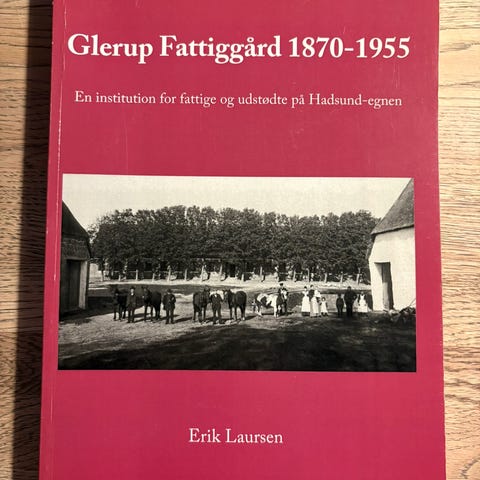 Glerup Fattiggård 1870-1955
En institution for fattige og udstødte på Hadsund-egnen
Erik Laursen